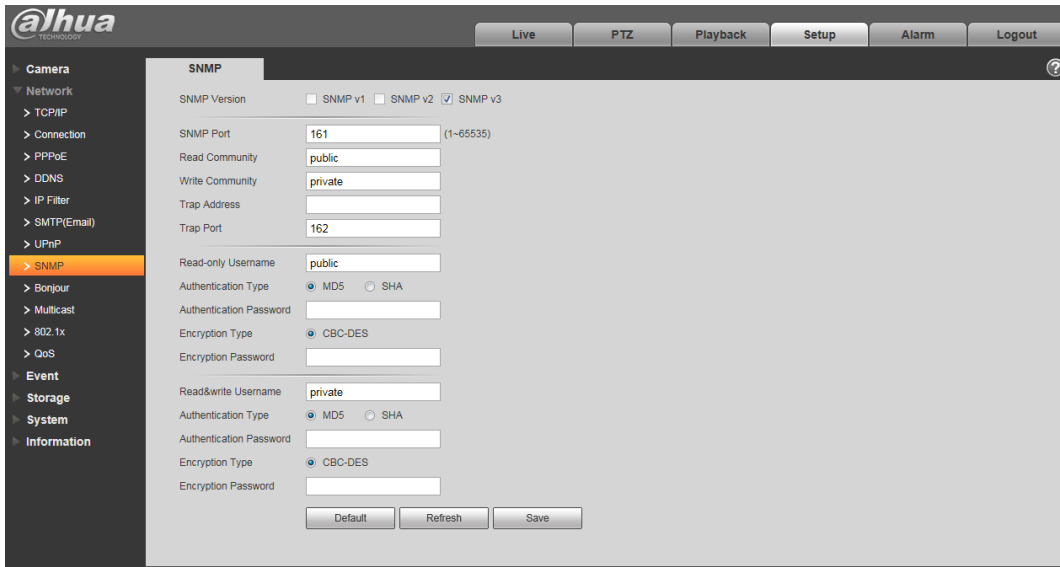 alhua
TECHNOLOGY
Live PTZ Playback Setup Alarm Logout
Camera
Network
> TCP/IP
> Connection
> PPPoE
> DDNS
> IP Filter
> SMTP(Email)
> UPnP
> SNMP
> Bonjour
> Multicast
> 802.1x
> QoS
Event
Storage
System
Information
SNMP
?
SNMP Version SNMP v1 SNMP v2 SNMP v3
SNMP Port 161 (1~65535)
Read Community public
Write Community private
Trap Address
Trap Port 162
Read-only Username public
Authentication Type MD5 SHA
Authentication Password
Encryption Type CBC-DES
Encryption Password
Read&write Username private
Authentication Type MD5 SHA
Authentication Password
Encryption Type CBC-DES
Encryption Password
Default Refresh Save